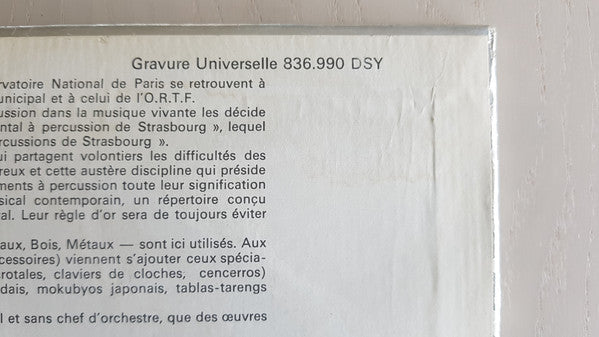 Gravure Universelle 836.990 DSY
rvatoire National de Paris se retrouvent à
unicipal et à celui de l'O.R.T.F.
ussion dans la musique vivante les décide
ntal à percussion de Strasbourg », lequel
rcussions de Strasbourg ».
ui partagent volontiers les difficultés des
reux et cette austère discipline qui préside
ments à percussion toute leur signification
sical contemporain, un répertoire conçu
al. Leur règle d'or sera de toujours éviter
aux, Bois, Métaux — sont ici utilisés. Aux
cessoires) viennent s'ajouter ceux spécia-
rotales, claviers de cloches, cencerros)
dais, mokubyos japonais, tablas-tarengs
l et sans chef d'orchestre, que des œuvres